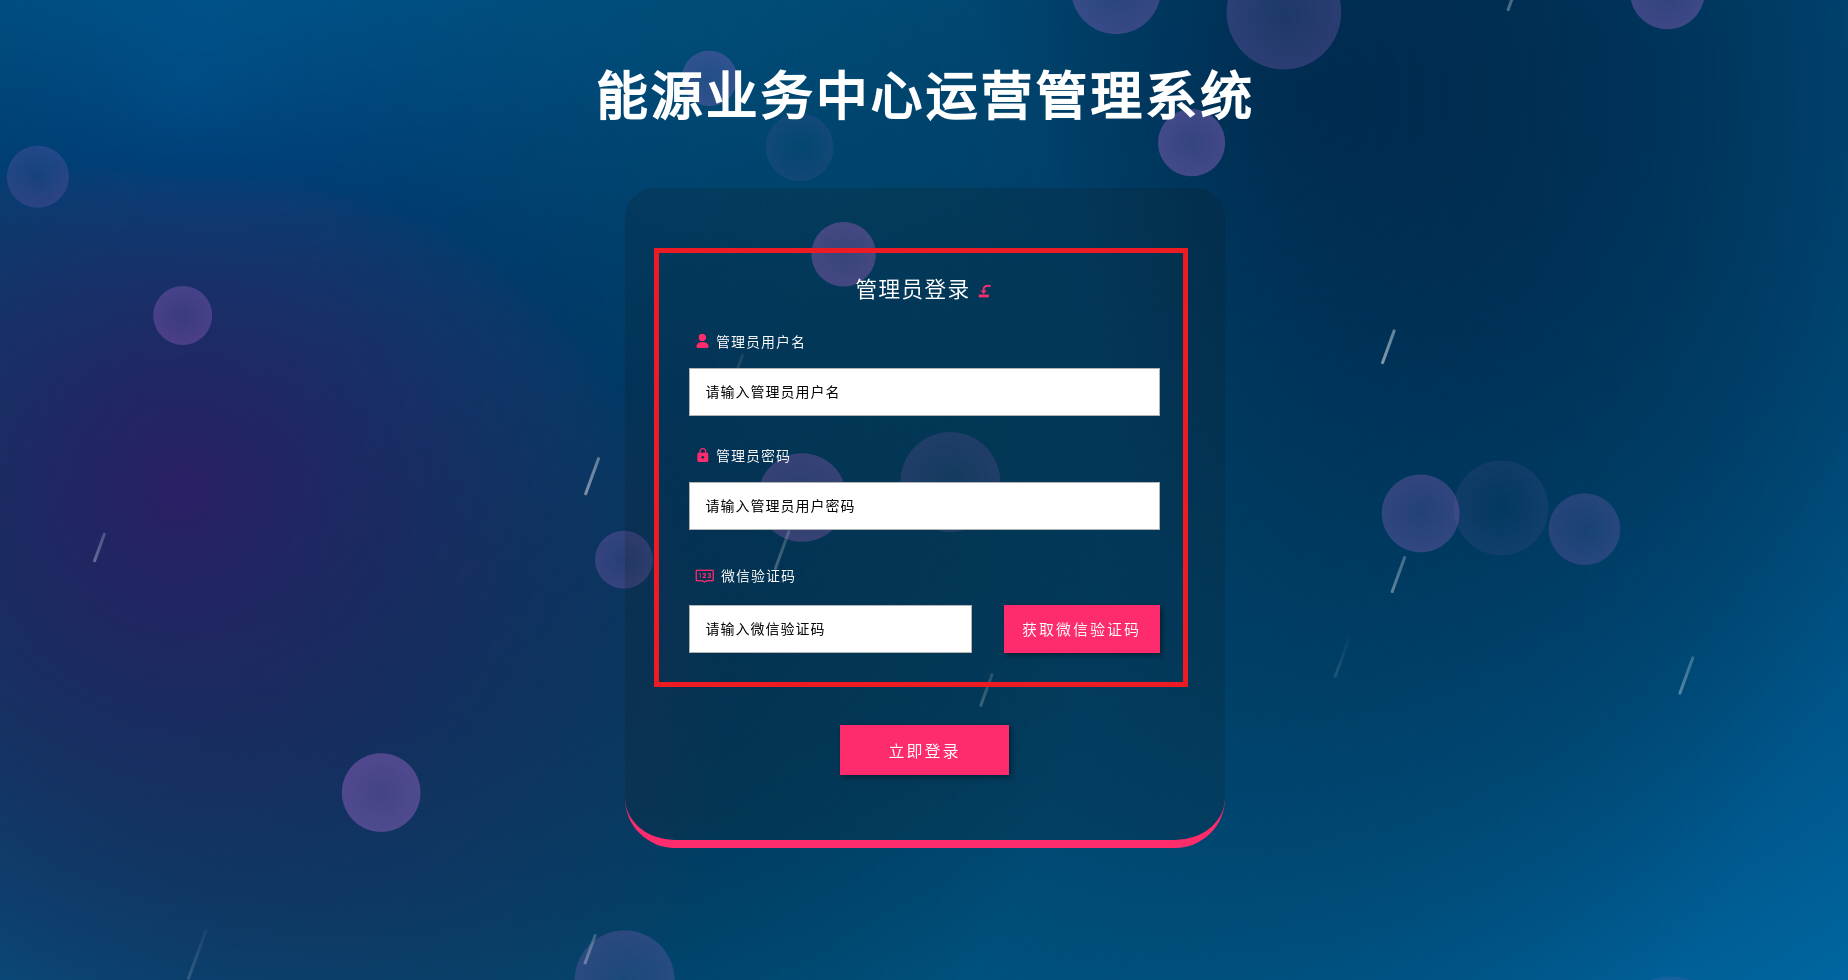 能源业务中心运营管理系统
管理员登录
管理员用户名
请输入管理员用户名
管理员密码
请输入管理员用户密码
123 微信验证码
请输入微信验证码 获取微信验证码
立即登录